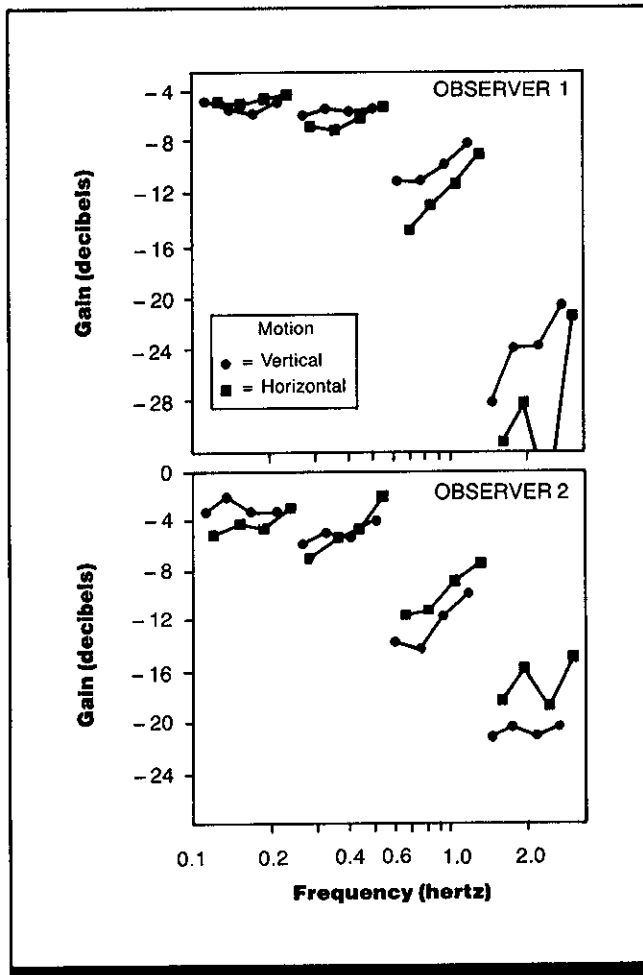 OBSERVER 1
Gain (decibels)
−4
−8
−12
−16
−20
−24
−28
Motion
= Vertical
= Horizontal
OBSERVER 2
Gain (decibels)
0
−4
−8
−12
−16
−20
−24
0.1 0.2 0.4 0.6 1.0 2.0
Frequency (hertz)